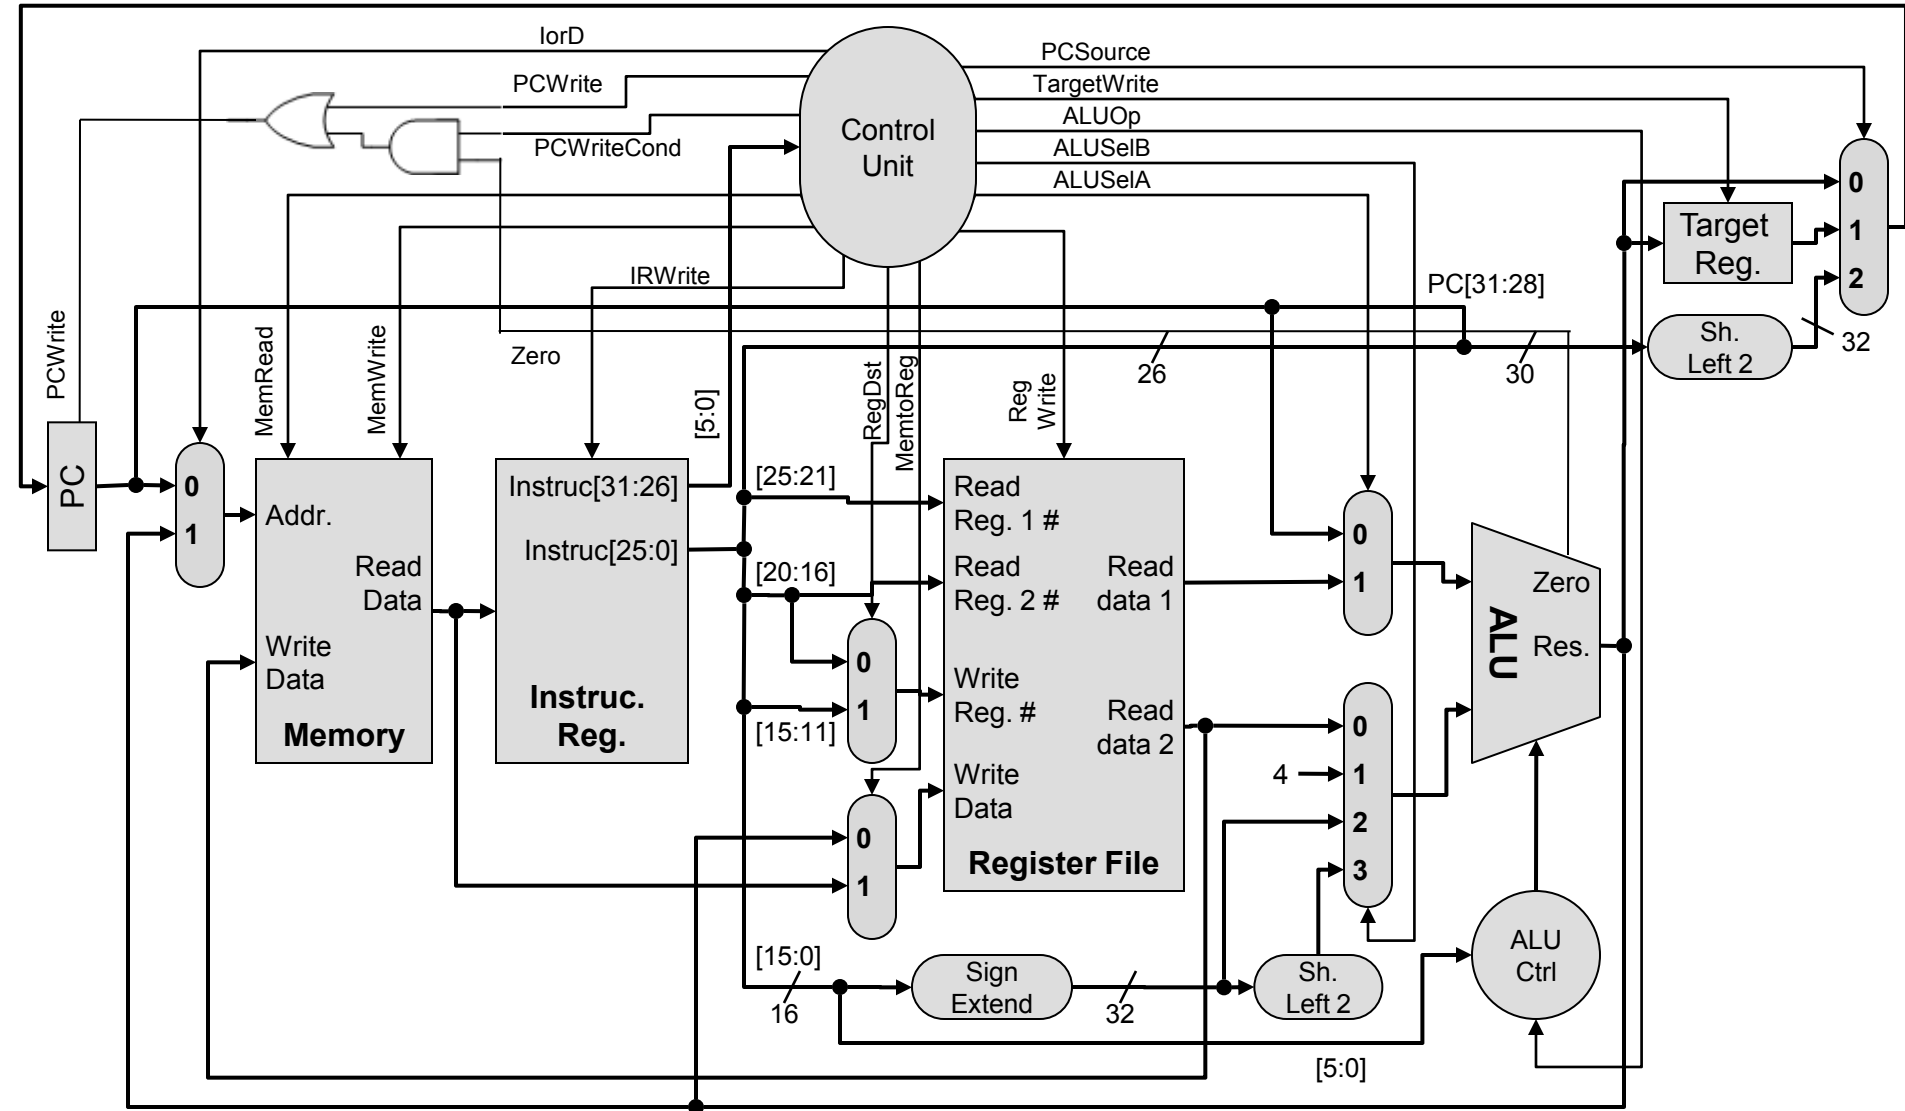 IorD
PCSource
PCWrite
TargetWrite
ALUOp
Control
Unit
PCWriteCond
ALUSelB
ALUSelA
0
Target
Reg.
1
2
IRWrite
PC[31:28]
PCWrite
MemRead
MemWrite
Zero
[5:0]
RegDst
MemtoReg
Reg
Write
26
30
Sh.
Left 2
32
PC
0
1
Addr.
Read
Data
Write
Data
Memory
Instruc[31:26]
Instruc[25:0]
Instruc.
Reg.
[25:21]
[20:16]
[15:11]
0
1
0
1
Read
Reg. 1 #
Read
Reg. 2 #
Read
data 1
Write
Reg. #
Read
data 2
Write
Data
Register File
0
1
Zero
ALU
Res.
0
4
1
2
3
[15:0]
16
Sign
Extend
32
Sh.
Left 2
ALU
Ctrl
[5:0]